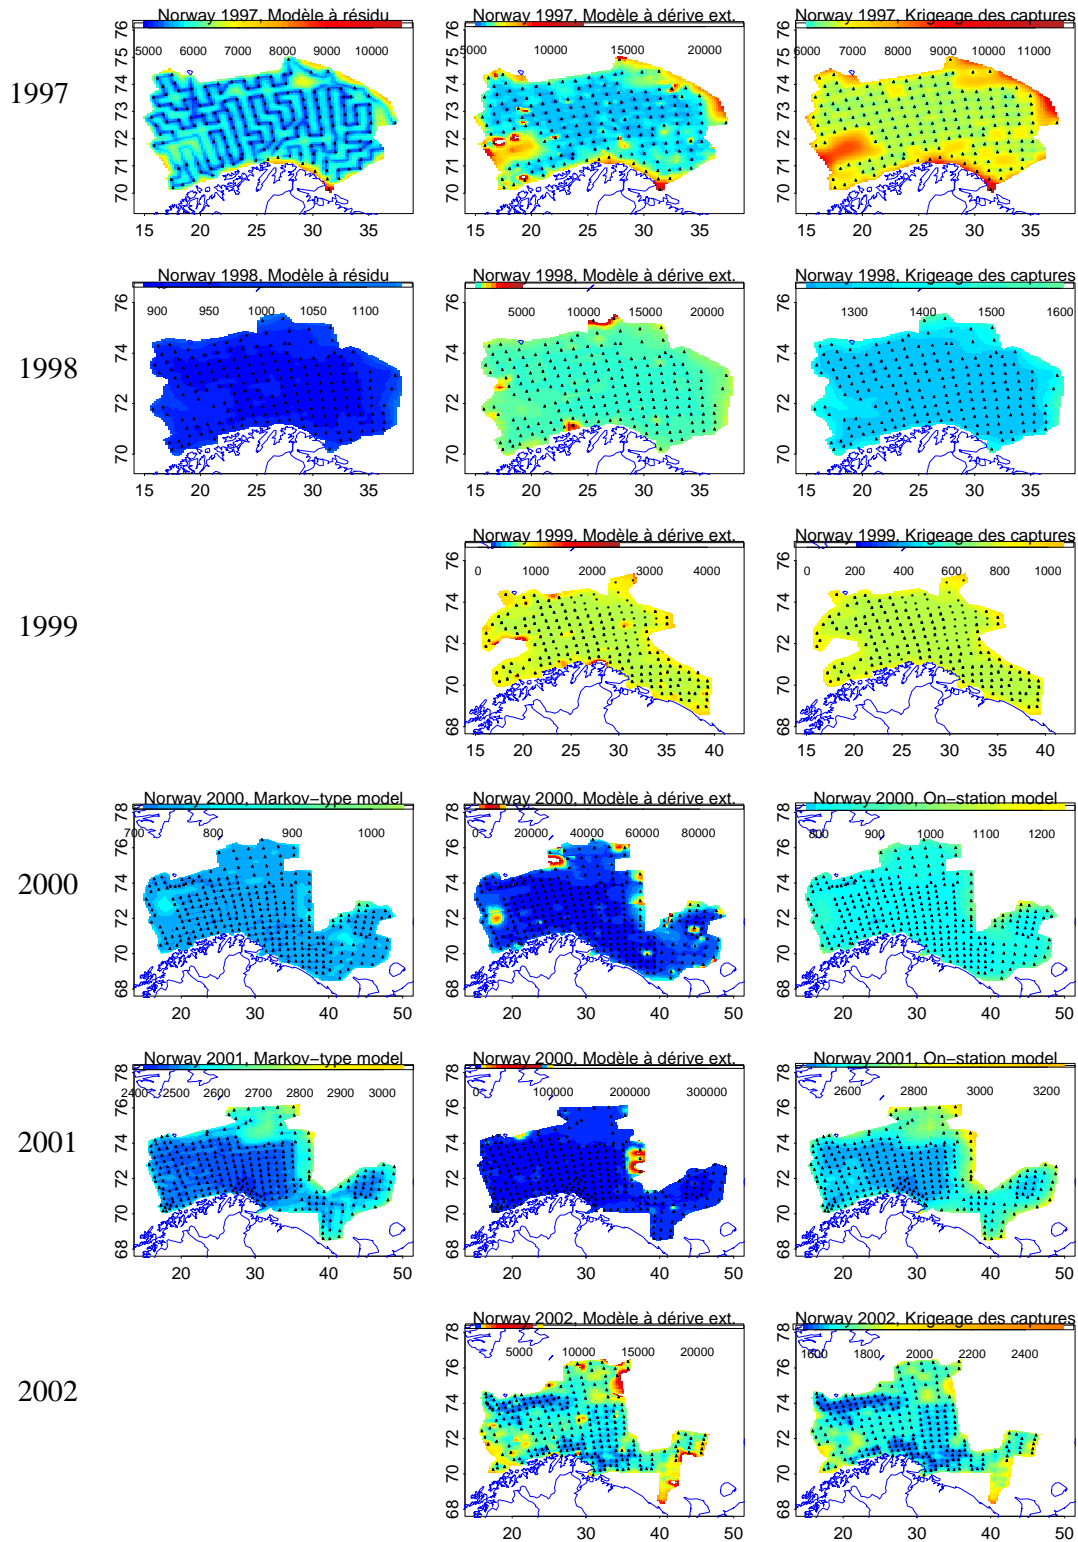 1997
Norway 1997, Modèle à résidu
5000 6000 7000 8000 9000 10000
70 71 72 73 74 75 76
15 20 25 30 35
Norway 1997, Modèle à dérive ext.
5000 10000 15000 20000
70 71 72 73 74 75 76
15 20 25 30 35
Norway 1997, Krigeage des captures
6000 7000 8000 9000 10000 11000
70 71 72 73 74 75 76
15 20 25 30 35
1998
Norway 1998, Modèle à résidu
900 950 1000 1050 1100
70 72 74 76
15 20 25 30 35
Norway 1998, Modèle à dérive ext.
5000 10000 15000 20000
70 72 74 76
15 20 25 30 35
Norway 1998, Krigeage des captures
1300 1400 1500 1600
70 72 74 76
15 20 25 30 35
1999
Norway 1999, Modèle à dérive ext.
0 1000 2000 3000 4000
68 70 72 74 76
15 20 25 30 35 40
Norway 1999, Krigeage des captures
0 200 400 600 800 1000
68 70 72 74 76
15 20 25 30 35 40
2000
Norway 2000, Markov−type model
700 800 900 1000
68 70 72 74 76 78
20 30 40 50
Norway 2000, Modèle à dérive ext.
0 20000 40000 60000 80000
68 70 72 74 76 78
20 30 40 50
Norway 2000, On−station model
800 900 1000 1100 1200
68 70 72 74 76 78
20 30 40 50
2001
Norway 2001, Markov−type model
2400 2500 2600 2700 2800 2900 3000
68 70 72 74 76 78
20 30 40 50
Norway 2000, Modèle à dérive ext.
0 100000 200000 300000
68 70 72 74 76 78
20 30 40 50
Norway 2001, On−station model
2600 2800 3000 3200
68 70 72 74 76 78
20 30 40 50
2002
Norway 2002, Modèle à dérive ext.
5000 10000 15000 20000
68 70 72 74 76 78
20 30 40 50
Norway 2002, Krigeage des captures
1600 1800 2000 2200 2400
68 70 72 74 76 78
20 30 40 50